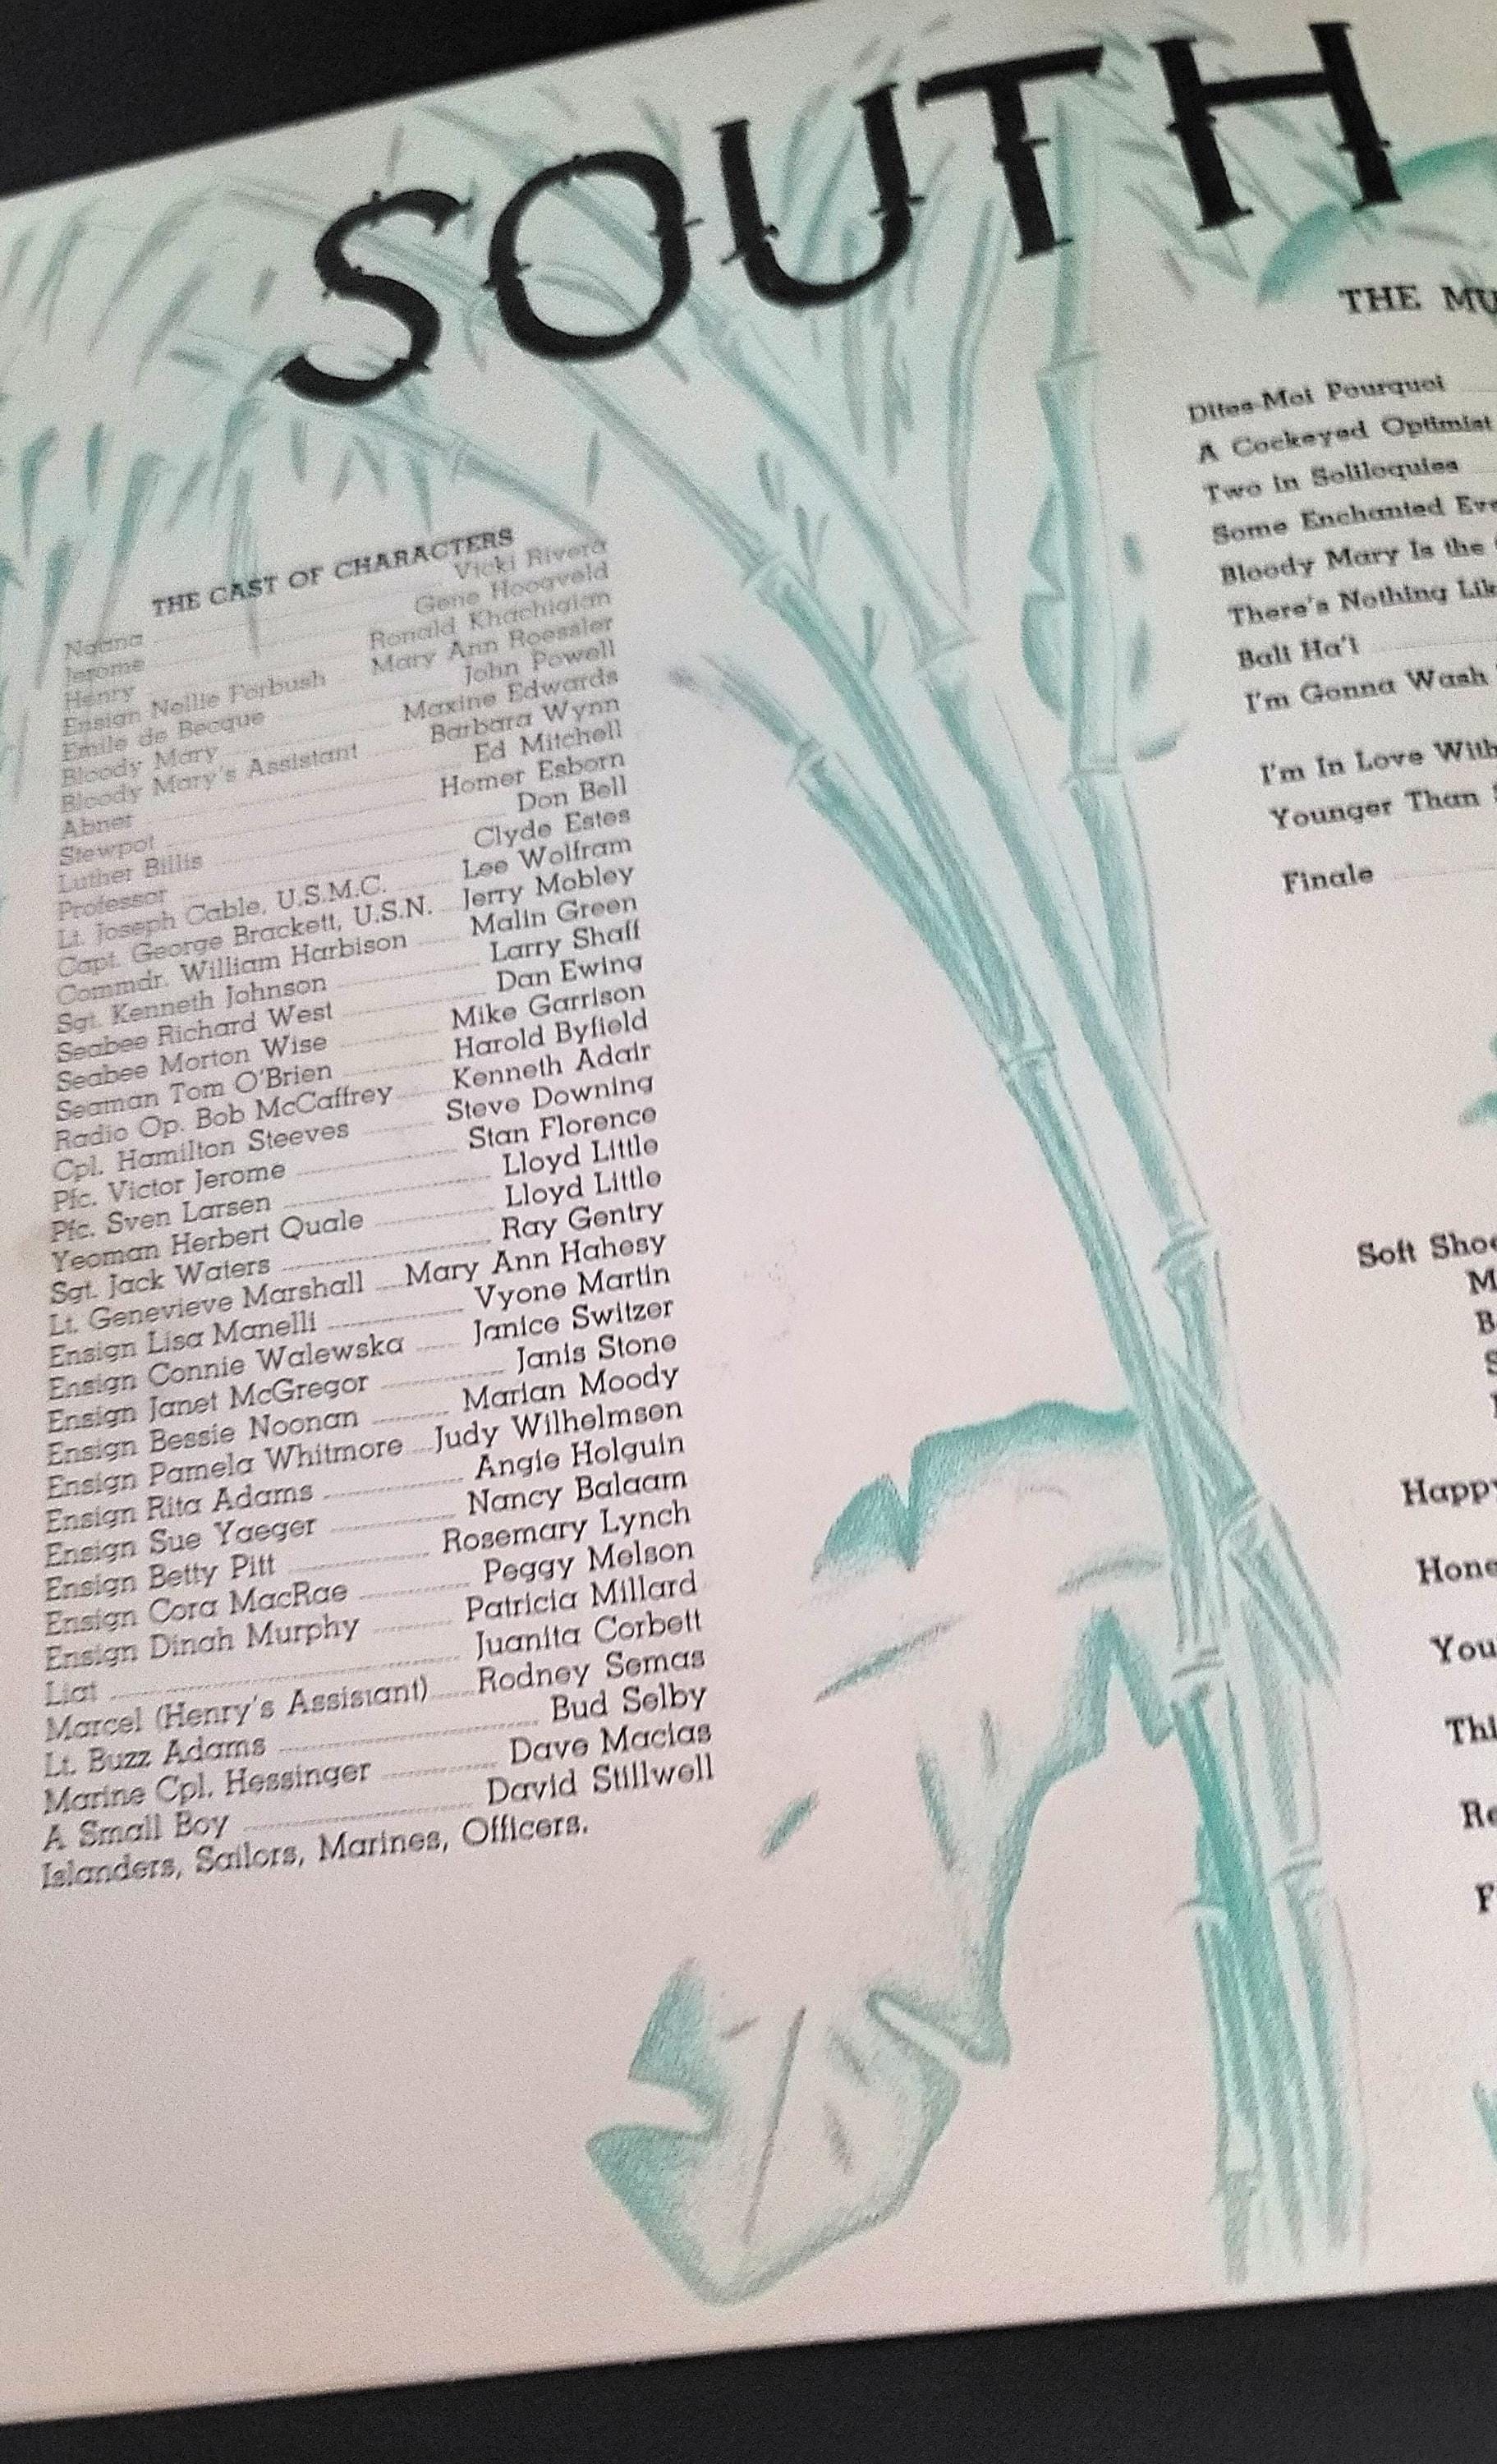 SOUTH
THE CAST OF CHARACTERS
Ngana Vicki Rivera
Jerome Gene Hoogveld
Henry Ronald Khachigian
Ensign Nellie Forbush Mary Ann Roessler
Emile de Becque John Powell
Bloody Mary Maxine Edwards
Bloody Mary's Assistant Barbara Wynn
Abner Ed Mitchell
Stewpot Homer Esborn
Luther Billis Don Bell
Professor Clyde Estes
Lt. Joseph Cable, U.S.M.C. Lee Wolfram
Capt. George Brackett, U.S.N. Jerry Mobley
Commdr. William Harbison Malin Green
Sgt. Kenneth Johnson Larry Shaff
Seabee Richard West Dan Ewing
Seabee Morton Wise Mike Garrison
Seaman Tom O'Brien Harold Byfield
Radio Op. Bob McCaffrey Kenneth Adair
Cpl. Hamilton Steeves Steve Downing
Pfc. Victor Jerome Stan Florence
Pfc. Sven Larsen Lloyd Little
Yeoman Herbert Quale Lloyd Little
Sgt. Jack Waters Ray Gentry
Lt. Genevieve Marshall Mary Ann Hahesy
Ensign Lisa Manelli Vyone Martin
Ensign Connie Walewska Janice Switzer
Ensign Janet McGregor Janis Stone
Ensign Bessie Noonan Marian Moody
Ensign Pamela Whitmore Judy Wilhelmsen
Ensign Rita Adams Angie Holguin
Ensign Sue Yaeger Nancy Balaam
Ensign Betty Pitt Rosemary Lynch
Ensign Cora MacRae Peggy Melson
Ensign Dinah Murphy Patricia Millard
Liat Juanita Corbett
Marcel (Henry's Assistant) Rodney Semas
Lt. Buzz Adams Bud Selby
Marine Cpl. Hessinger Dave Macias
A Small Boy David Stillwell
Islanders, Sailors, Marines, Officers.
THE MU
Dites-Moi Pourquoi
A Cockeyed Optimist
Two in Soliloquies
Some Enchanted Eve
Bloody Mary Is the
There's Nothing Lik
Bali Ha'i
I'm Gonna Wash
I'm In Love With
Younger Than
Finale
Soft Shoe
M
B
S
Happy
Hone
You
Thi
Re
F